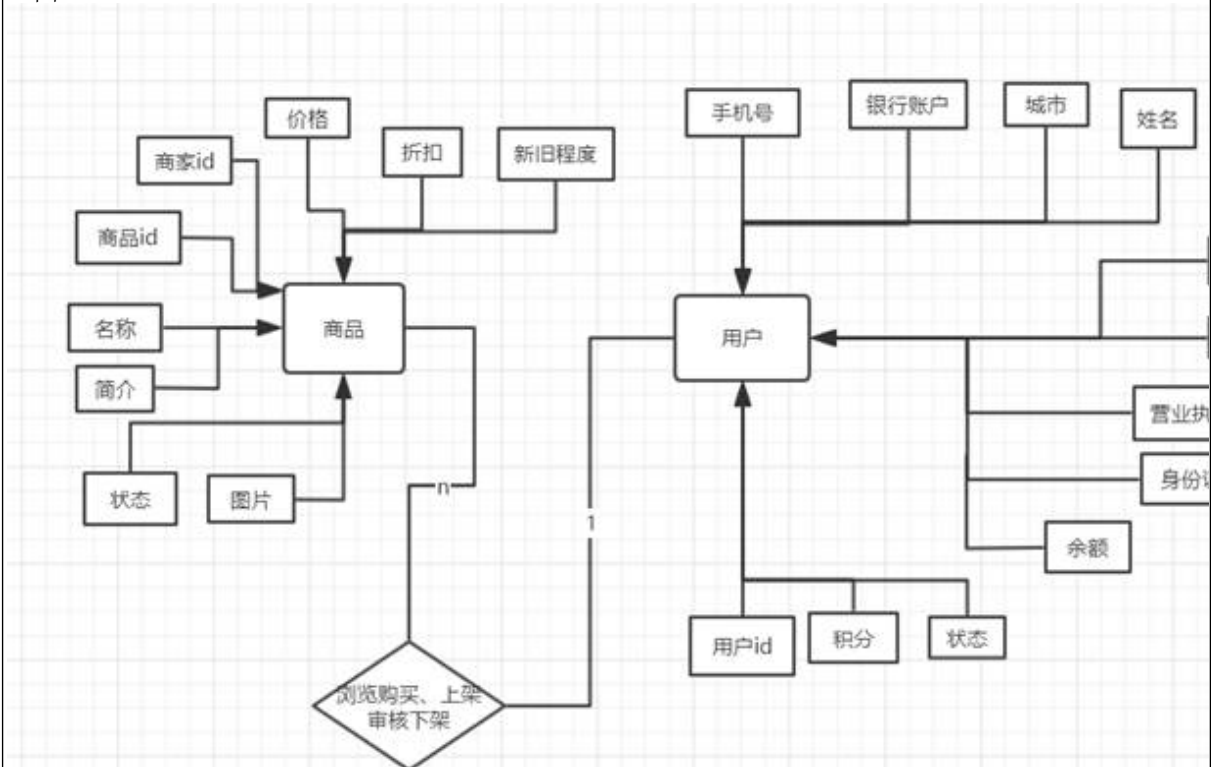 价格
商家id
折扣
新旧程度
商品id
名称
商品
简介
状态
图片
n
1
手机号
银行账户
城市
姓名
用户
营业执
身份
余额
用户id
积分
状态
浏览购买、上架
审核下架